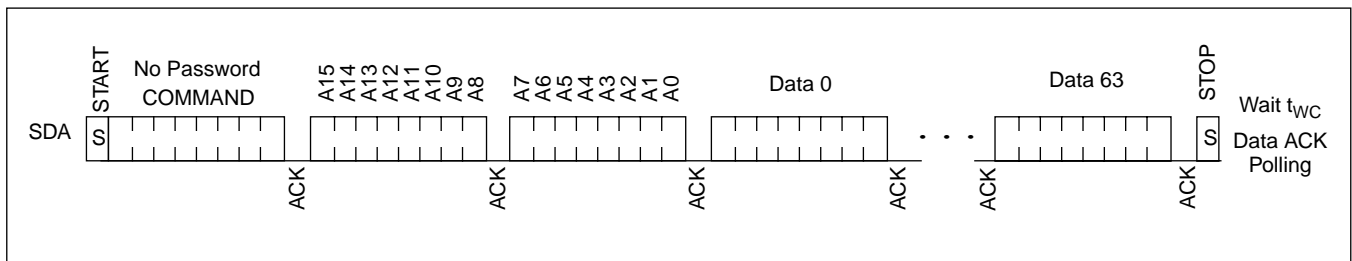 START
No Password
COMMAND
A15
A14
A13
A12
A11
A10
A9
A8
A7
A6
A5
A4
A3
A2
A1
A0
Data 0
Data 63
STOP
Wait tWC
SDA
S
. . .
S
Data ACK
Polling
ACK
ACK
ACK
ACK
ACK
ACK